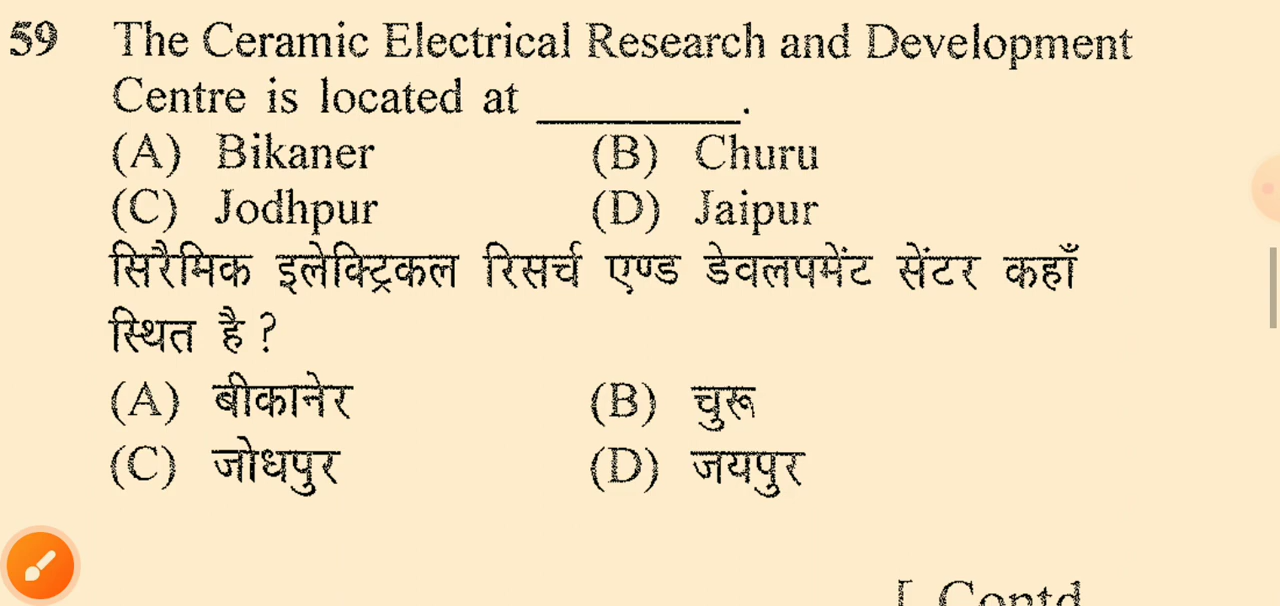 59 The Ceramic Electrical Research and Development
Centre is located at ________.
(A) Bikaner (B) Churu
(C) Jodhpur (D) Jaipur
सिरैमिक इलेक्ट्रिकल रिसर्च एण्ड डेवलपमेंट सेंटर कहाँ
स्थित है ?
(A) बीकानेर (B) चुरू
(C) जोधपुर (D) जयपुर
[ Contd